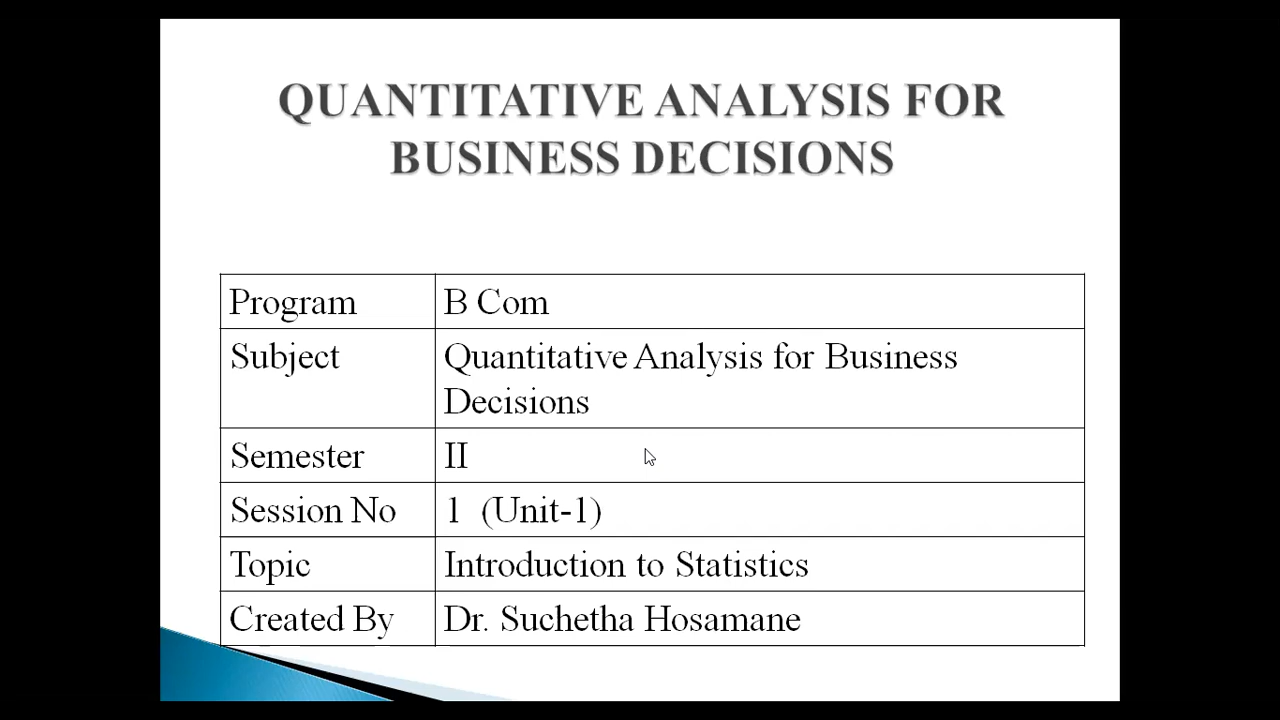 QUANTITATIVE ANALYSIS FOR
BUSINESS DECISIONS
Program B Com
Subject Quantitative Analysis for Business
Decisions
Semester II
Session No 1 (Unit-1)
Topic Introduction to Statistics
Created By Dr. Suchetha Hosamane